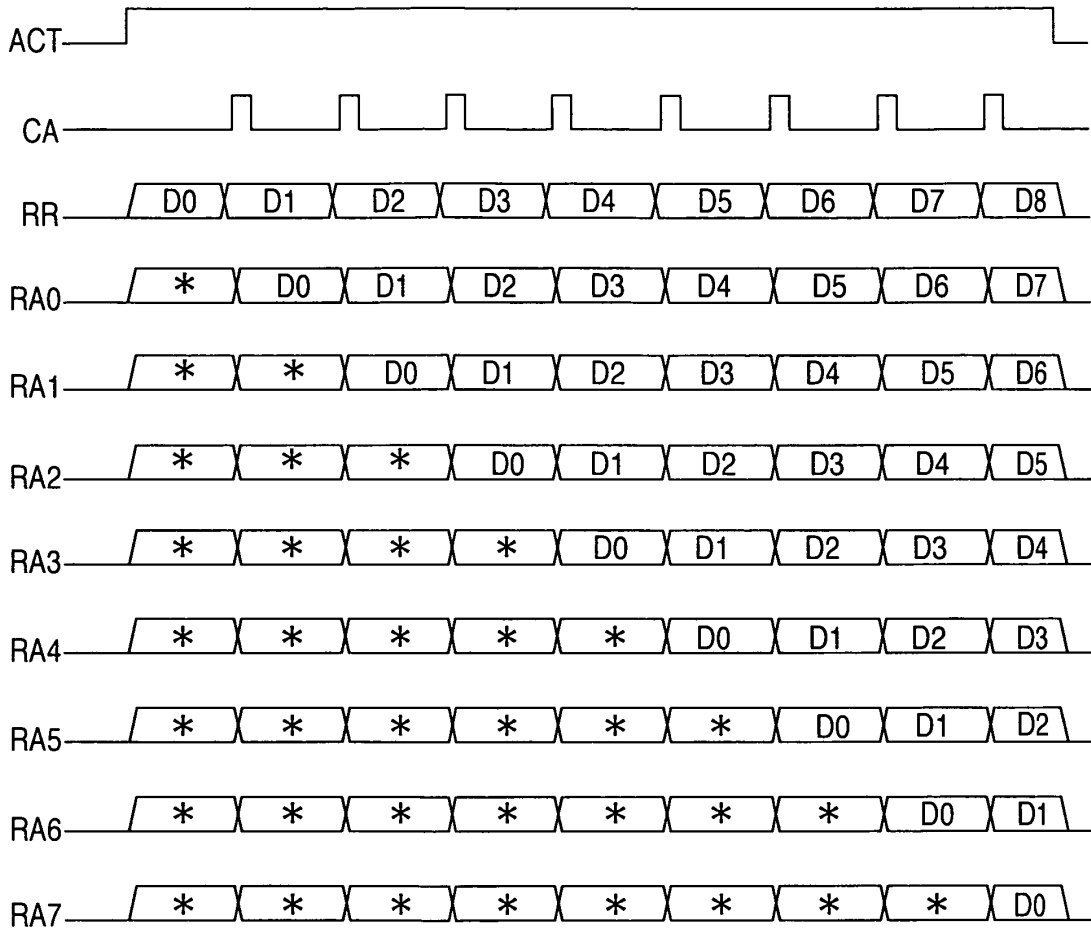 ACT
CA
RR D0 D1 D2 D3 D4 D5 D6 D7 D8
RA0 * D0 D1 D2 D3 D4 D5 D6 D7
RA1 * * D0 D1 D2 D3 D4 D5 D6
RA2 * * * D0 D1 D2 D3 D4 D5
RA3 * * * * D0 D1 D2 D3 D4
RA4 * * * * * D0 D1 D2 D3
RA5 * * * * * * D0 D1 D2
RA6 * * * * * * * D0 D1
RA7 * * * * * * * * D0